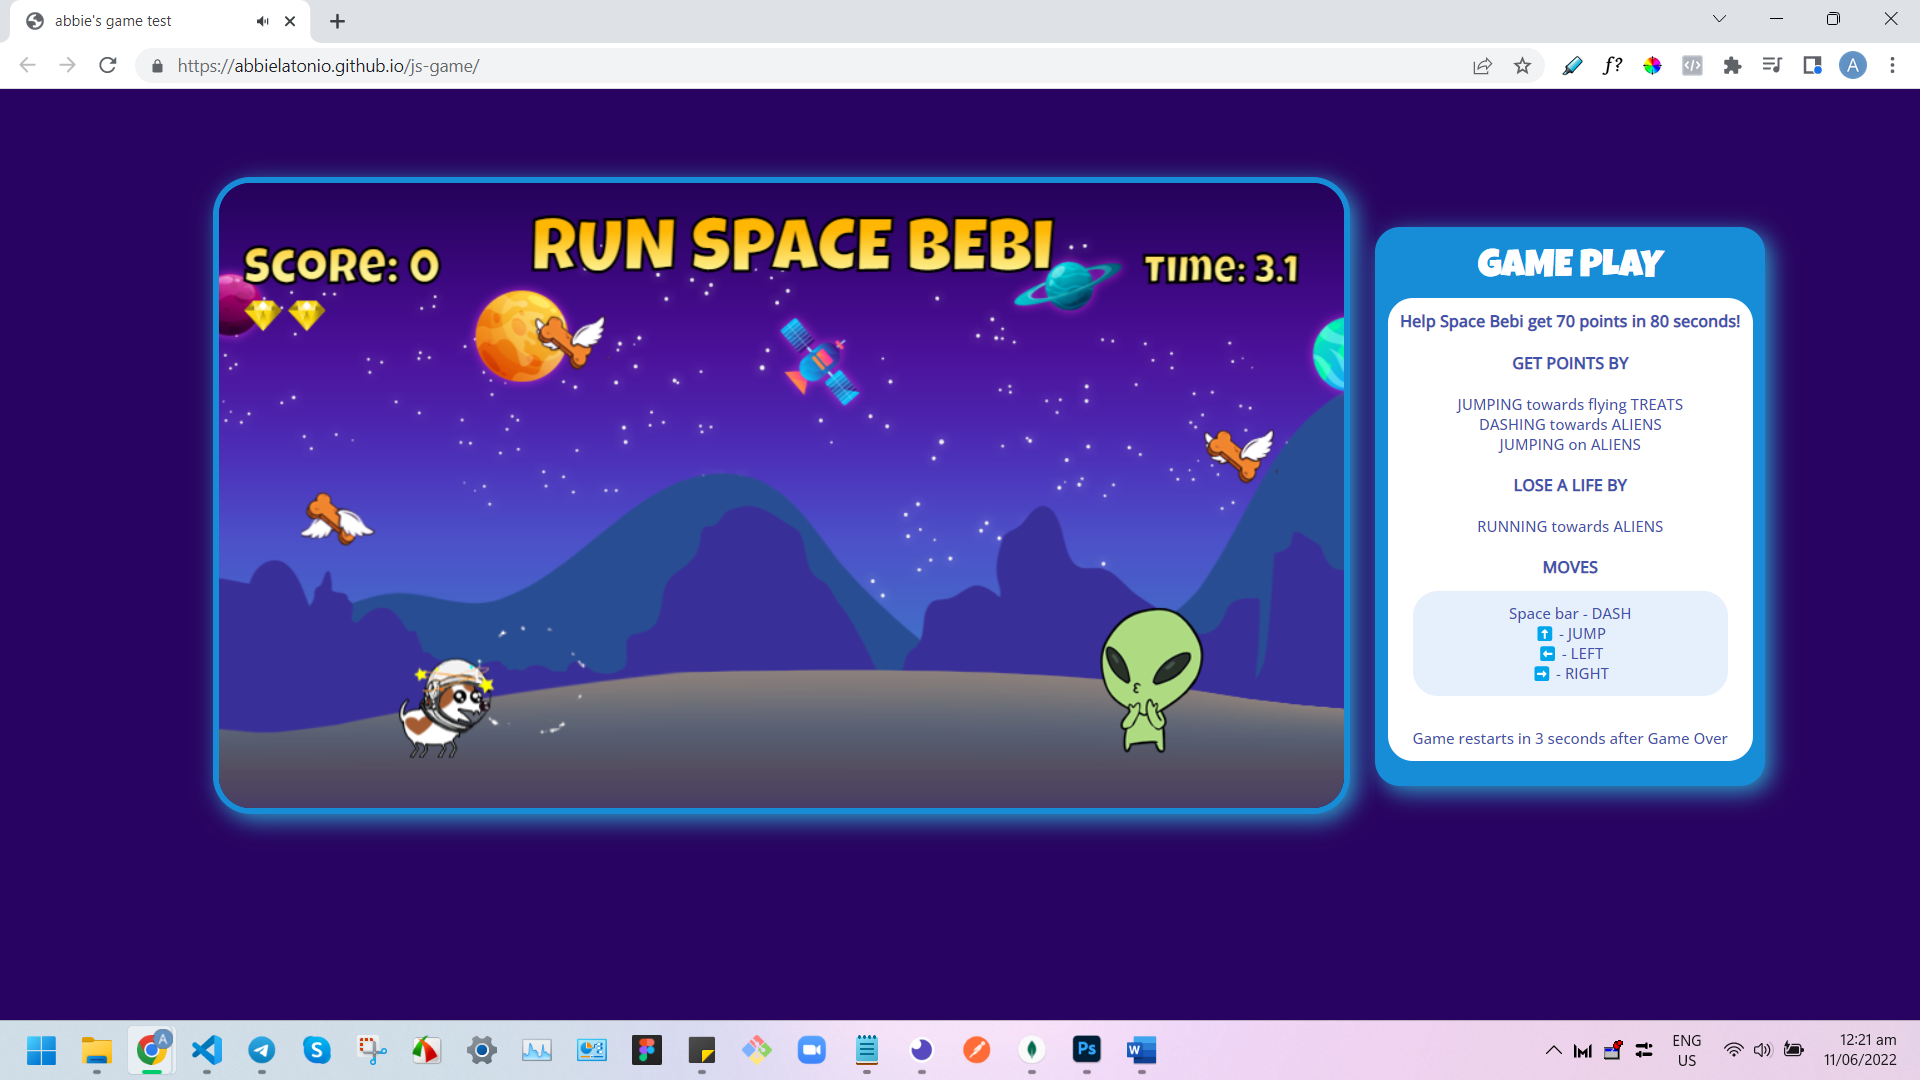 abbie's game test
https://abbielatonio.github.io/js-game/
f?
A
RUN SPACE BEBI
SCORE: 0
TIME: 3.1
GAME PLAY
Help Space Bebi get 70 points in 80 seconds!
GET POINTS BY
JUMPING towards flying TREATS
DASHING towards ALIENS
JUMPING on ALIENS
LOSE A LIFE BY
RUNNING towards ALIENS
MOVES
Space bar - DASH
⬆ - JUMP
⬅ - LEFT
➡ - RIGHT
Game restarts in 3 seconds after Game Over
A
S
Ps
W
ENG
US
12:21 am
11/06/2022